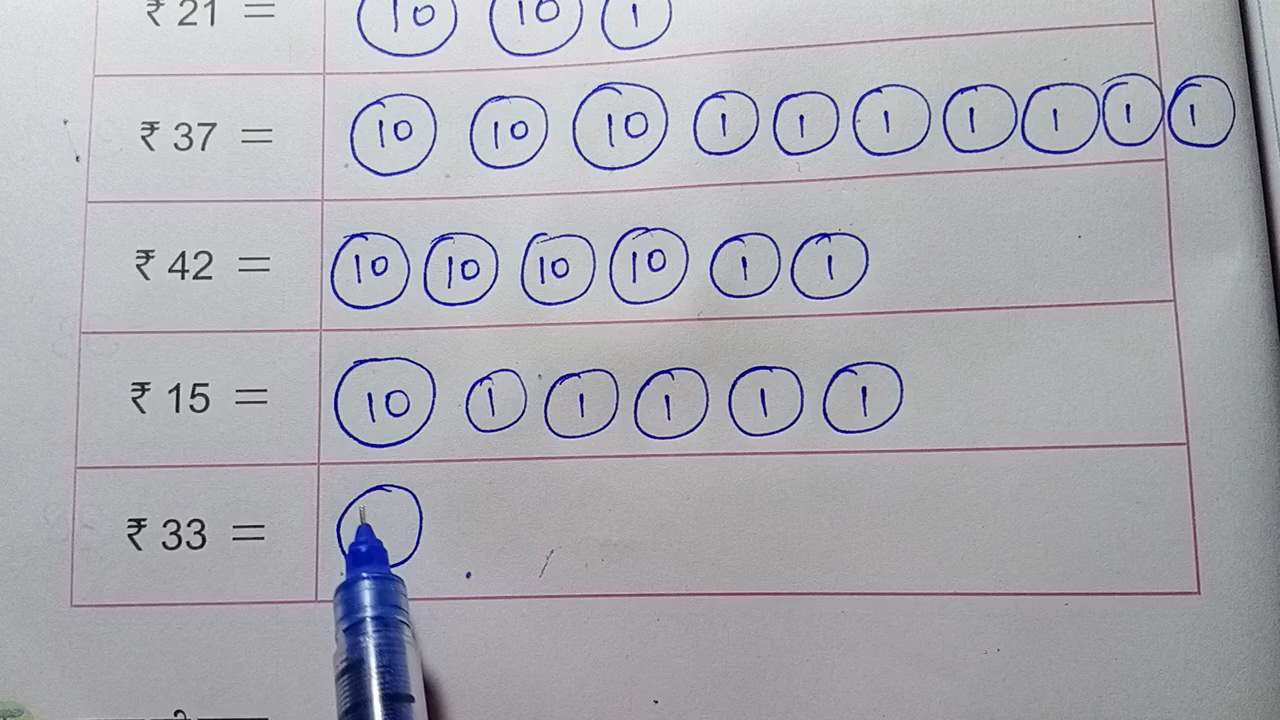 ₹ 21 = 10 10 1
₹ 37 = 10 10 10 1 1 1 1 1 1 1
₹ 42 = 10 10 10 10 1 1
₹ 15 = 10 1 1 1 1 1
₹ 33 =